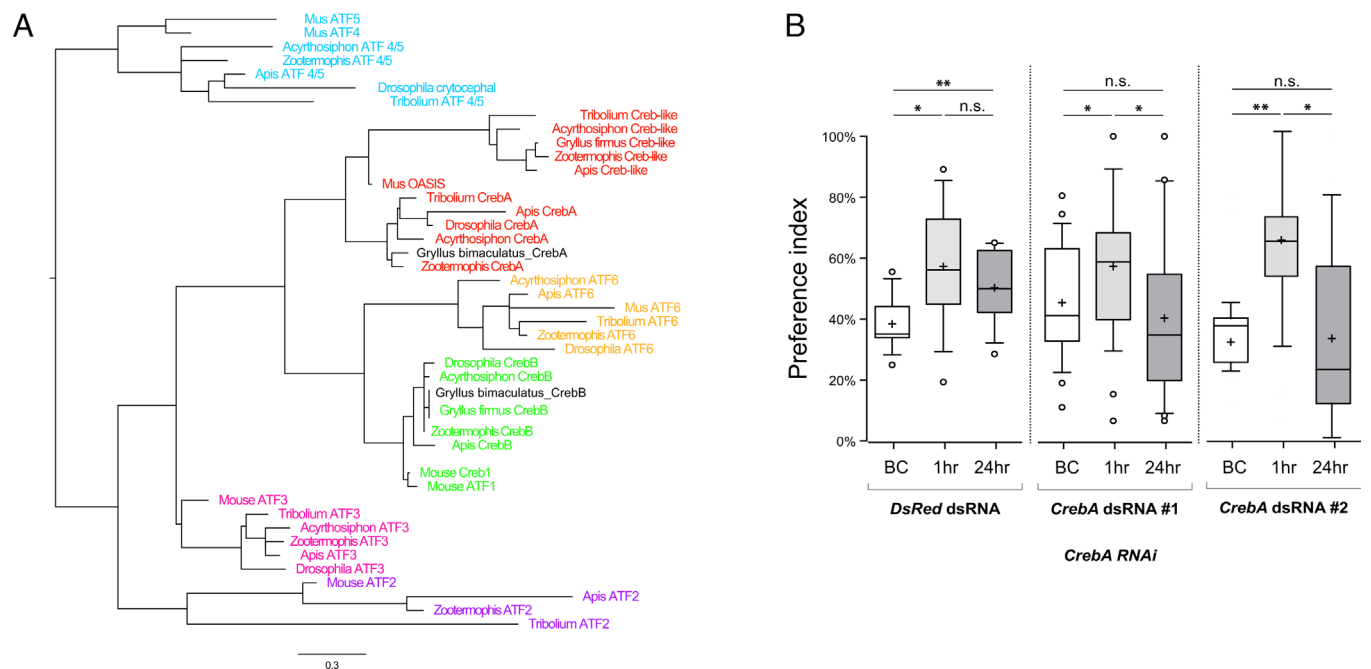 A
Mus ATF5
Mus ATF4
Acyrthosiphon ATF 4/5
Zootermophis ATF 4/5
Apis ATF 4/5
Drosophila crytocephal
Tribolium ATF 4/5
Tribolium Creb-like
Acyrthosiphon Creb-like
Gryllus firmus Creb-like
Zootermophis Creb-like
Apis Creb-like
Mus OASIS
Tribolium CrebA
Apis CrebA
Drosophila CrebA
Acyrthosiphon CrebA
Gryllus bimaculatus_CrebA
Zootermophis CrebA
Acyrthosiphon ATF6
Apis ATF6
Mus ATF6
Tribolium ATF6
Zootermophis ATF6
Drosophila ATF6
Drosophila CrebB
Acyrthosiphon CrebB
Gryllus bimaculatus_CrebB
Gryllus firmus CrebB
Zootermophis CrebB
Apis CrebB
Mouse Creb1
Mouse ATF1
Mouse ATF3
Tribolium ATF3
Acyrthosiphon ATF3
Zootermophis ATF3
Apis ATF3
Drosophila ATF3
Mouse ATF2
Apis ATF2
Zootermophis ATF2
Tribolium ATF2
0.3
B
** n.s. n.s.
* n.s. * * ** *
Preference index
100%
80%
60%
40%
20%
0%
BC 1hr 24hr BC 1hr 24hr BC 1hr 24hr
DsRed dsRNA CrebA dsRNA #1 CrebA dsRNA #2
CrebA RNAi